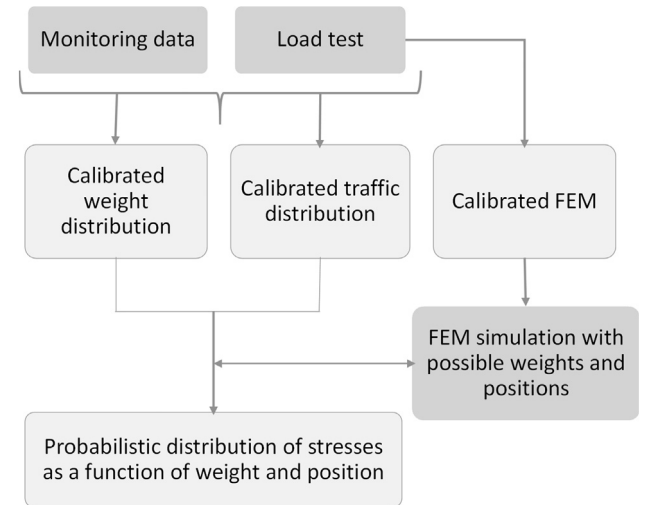 Monitoring data
Load test
Calibrated
weight
distribution
Calibrated traffic
distribution
Calibrated FEM
FEM simulation with
possible weights and
positions
Probabilistic distribution of stresses
as a function of weight and position